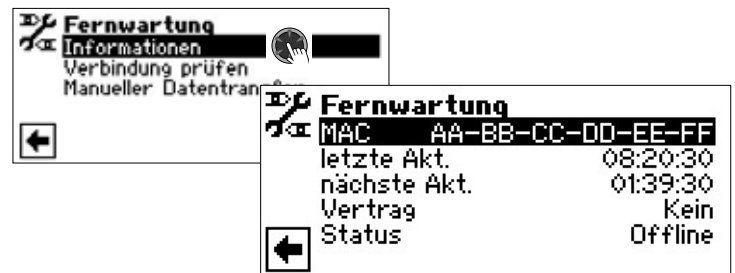 Fernwartung
Informationen
Verbindung prüfen
Manueller Datentransfer
Fernwartung
MAC AA-BB-CC-DD-EE-FF
letzte Akt. 08:20:30
nächste Akt. 01:39:30
Vertrag Kein
Status Offline